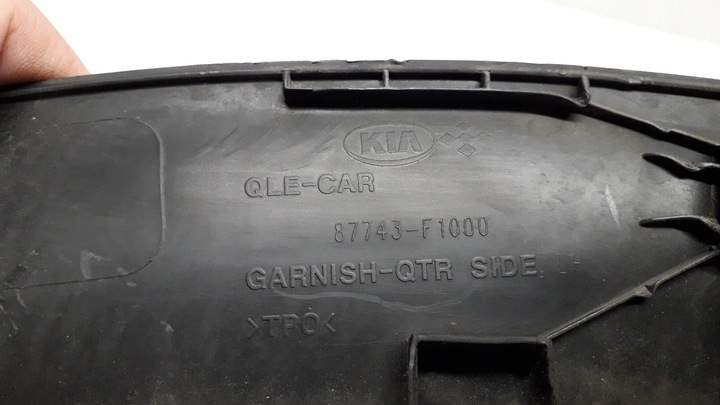 KIA
QLE-CAR
87743-F1000
GARNISH-QTR SIDE
>TPO<